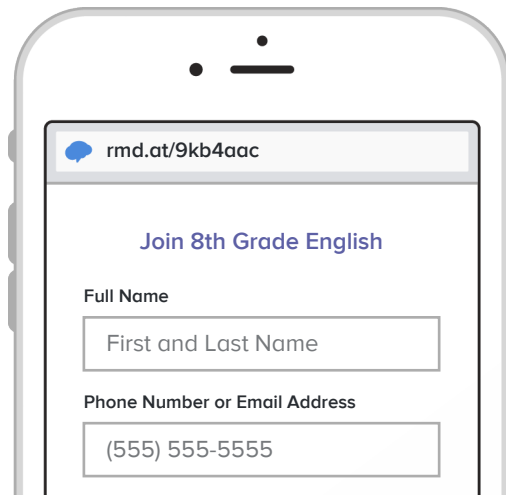 rmd.at/9kb4aac
Join 8th Grade English
Full Name
First and Last Name
Phone Number or Email Address
(555) 555-5555